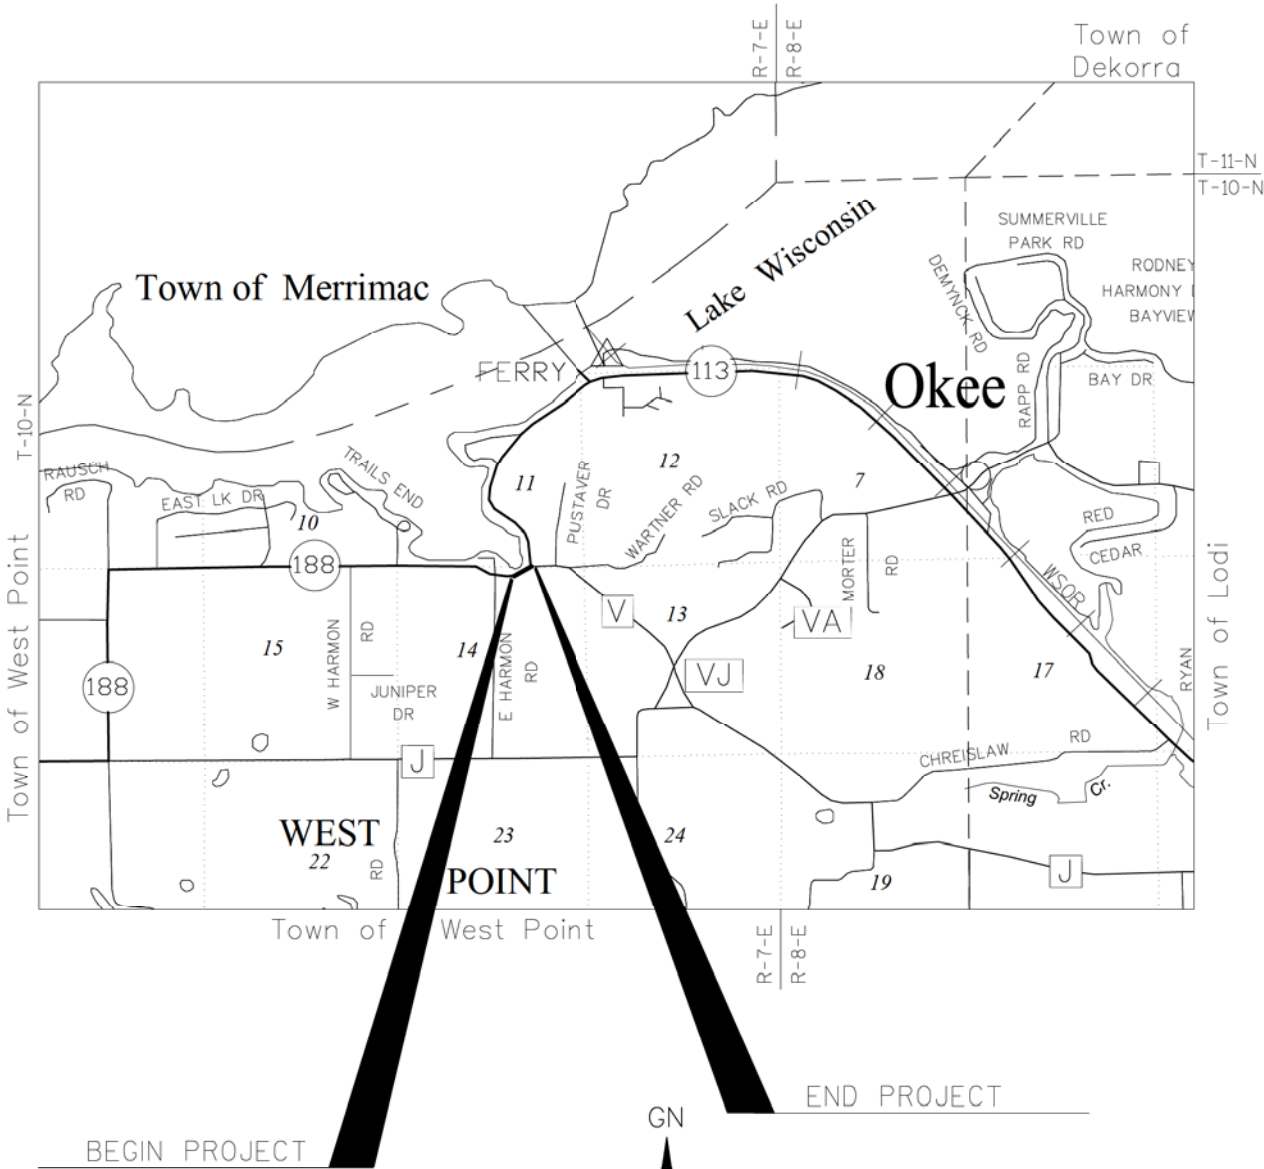 R-7-E
R-8-E
Town of
Dekorra
T-11-N
T-10-N
SUMMERVILLE
PARK RD
Lake Wisconsin
DEMYNCK RD
RODNEY
HARMONY
BAYVIEW
Town of Merrimac
FERRY
113
Okee
RAPP RD
BAY DR
T-10-N
RAUSCH
RD
TRAILS END
EAST LK DR
10
11
12
7
PUSTAVER
DR
WARTNER RD
SLACK RD
RED
CEDAR
188
MORTER
RD
WSOR
Town of West Point
Town of Lodi
V
13
VA
15
W HARMON
RD
14
E HARMON
RD
188
JUNIPER
DR
VJ
18
17
RYAN
J
CHREISLAW
RD
Spring
Cr.
WEST
22
RD
23
POINT
24
19
J
Town of
West Point
R-7-E
R-8-E
END PROJECT
GN
BEGIN PROJECT